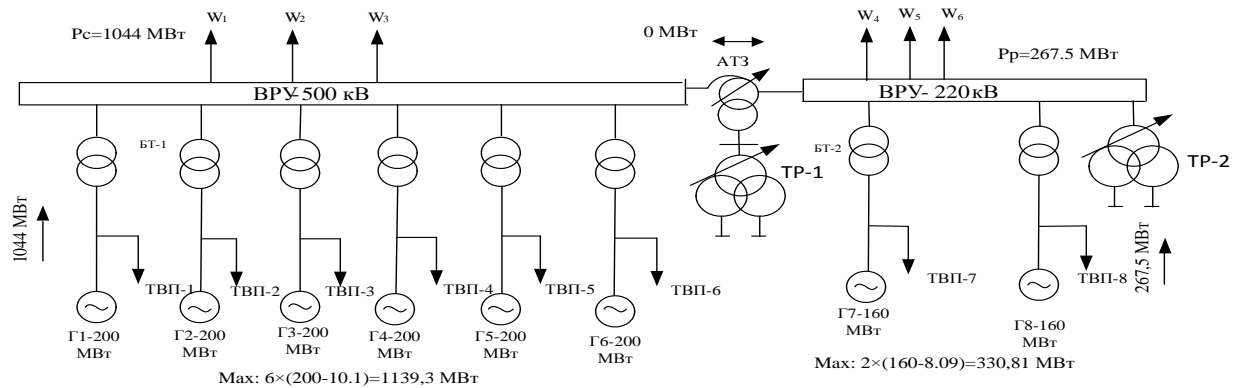 W₁
W₂
W₃
Pc=1044 МВт
0 МВт
АТЗ
W₄
W₅
W₆
Pp=267.5 МВт
ВРУ-500 кВ
ВРУ- 220кВ
БТ-1
БТ-2
ТР-1
ТР-2
1044 МВт
267,5 МВт
ТВП-1
ТВП-2
ТВП-3
ТВП-4
ТВП-5
ТВП-6
ТВП-7
ТВП-8
Г1-200
МВт
Г2-200
МВт
Г3-200
МВт
Г4-200
МВт
Г5-200
МВт
Г6-200
МВт
Г7-160
МВт
Г8-160
МВт
Max: 6×(200-10.1)=1139,3 МВт
Max: 2×(160-8.09)=330,81 МВт